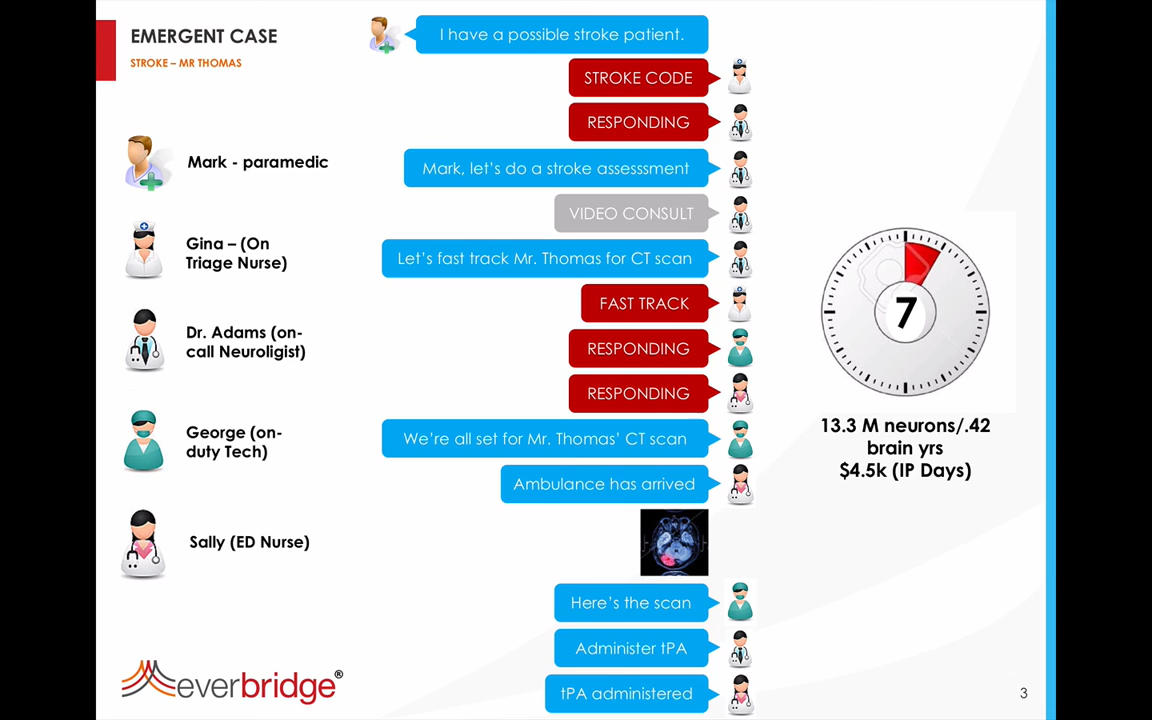 EMERGENT CASE
STROKE – MR THOMAS
Mark - paramedic
Gina – (On
Triage Nurse)
Dr. Adams (on-
call Neuroligist)
George (on-
duty Tech)
Sally (ED Nurse)
I have a possible stroke patient.
STROKE CODE
RESPONDING
Mark, let's do a stroke assesssment
VIDEO CONSULT
Let's fast track Mr. Thomas for CT scan
FAST TRACK
RESPONDING
RESPONDING
We're all set for Mr. Thomas' CT scan
Ambulance has arrived
Here's the scan
Administer tPA
tPA administered
7
13.3 M neurons/.42
brain yrs
$4.5k (IP Days)
everbridge®
3